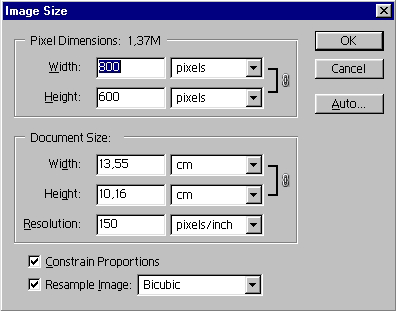 Image Size
Pixel Dimensions: 1,37M
OK
Width: 800 pixels
Cancel
Height: 600 pixels
Auto...
Document Size:
Width: 13,55 cm
Height: 10,16 cm
Resolution: 150 pixels/inch
Constrain Proportions
Resample Image: Bicubic